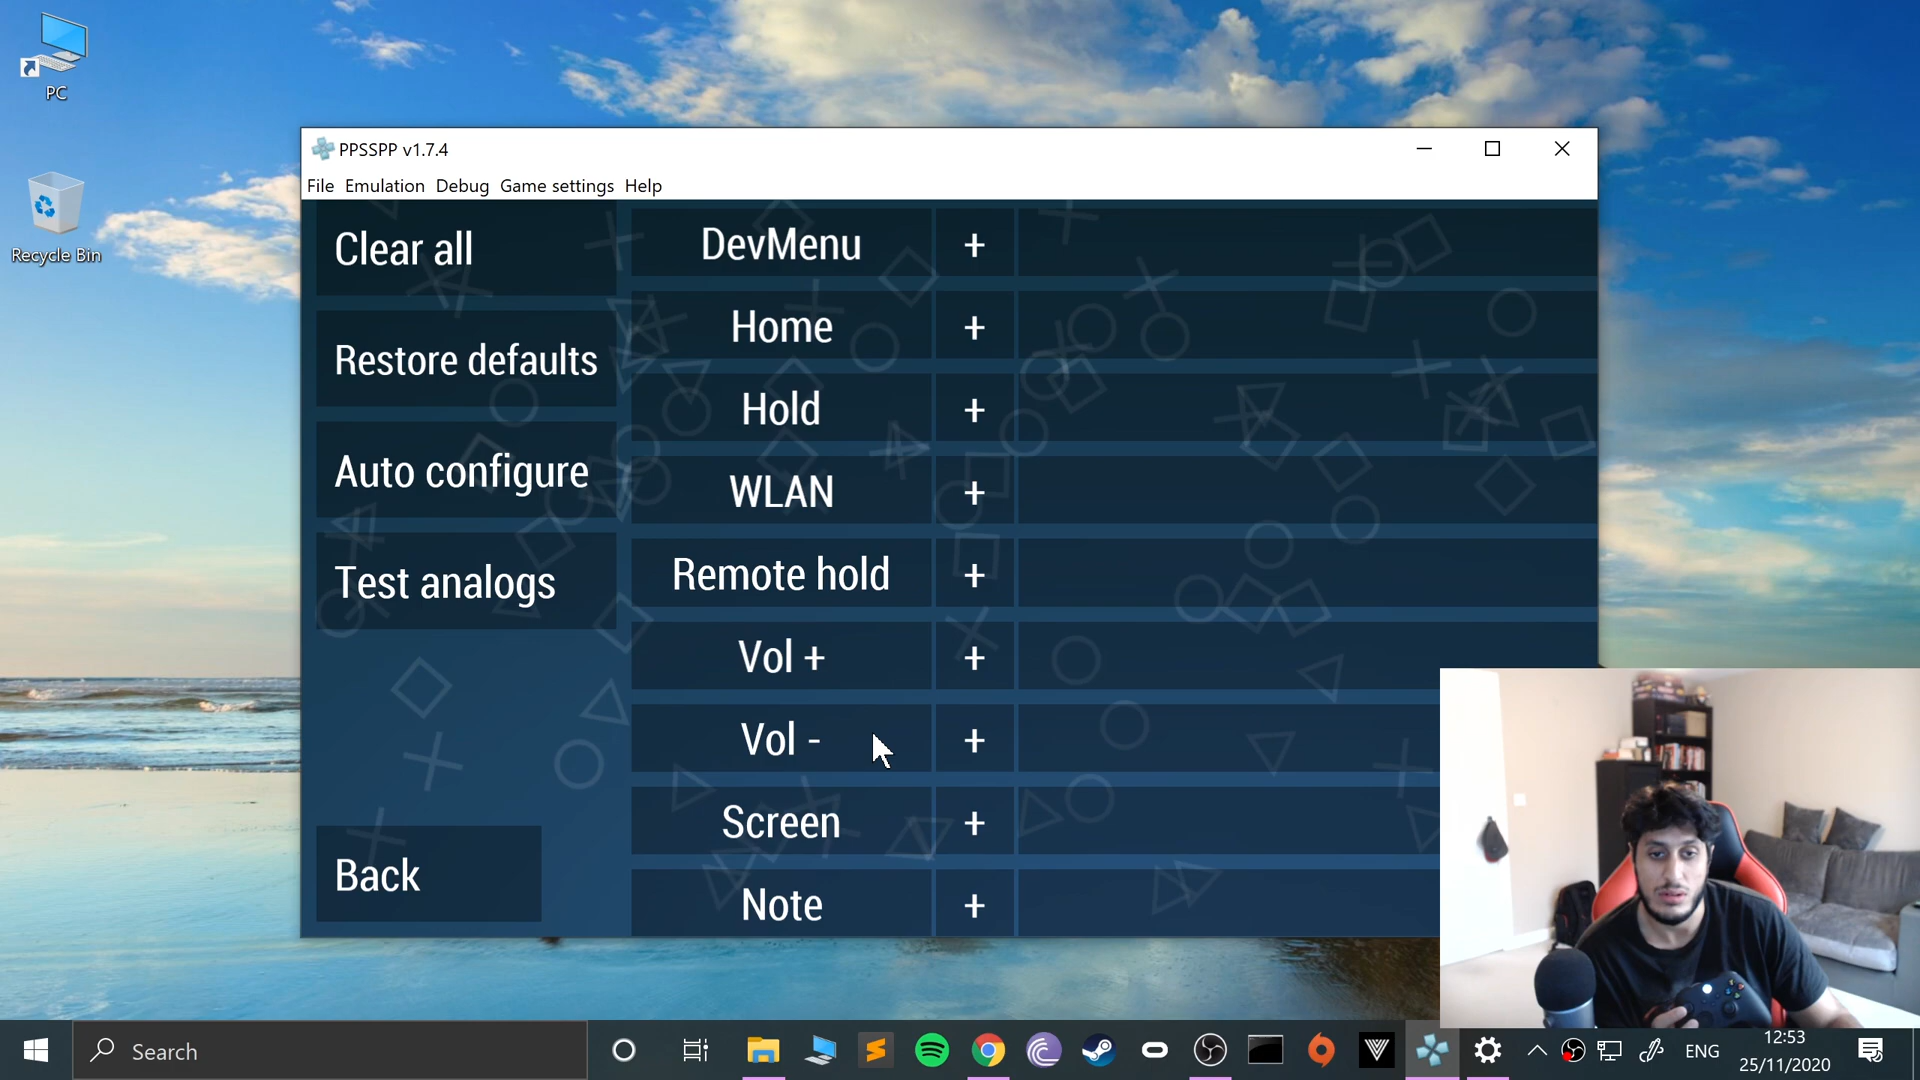 PC
Recycle Bin
PPSSPP v1.7.4
File Emulation Debug Game settings Help
Clear all
Restore defaults
Auto configure
Test analogs
Back
DevMenu +
Home +
Hold +
WLAN +
Remote hold +
Vol + +
Vol - +
Screen +
Note +
Search
ENG
12:53
25/11/2020